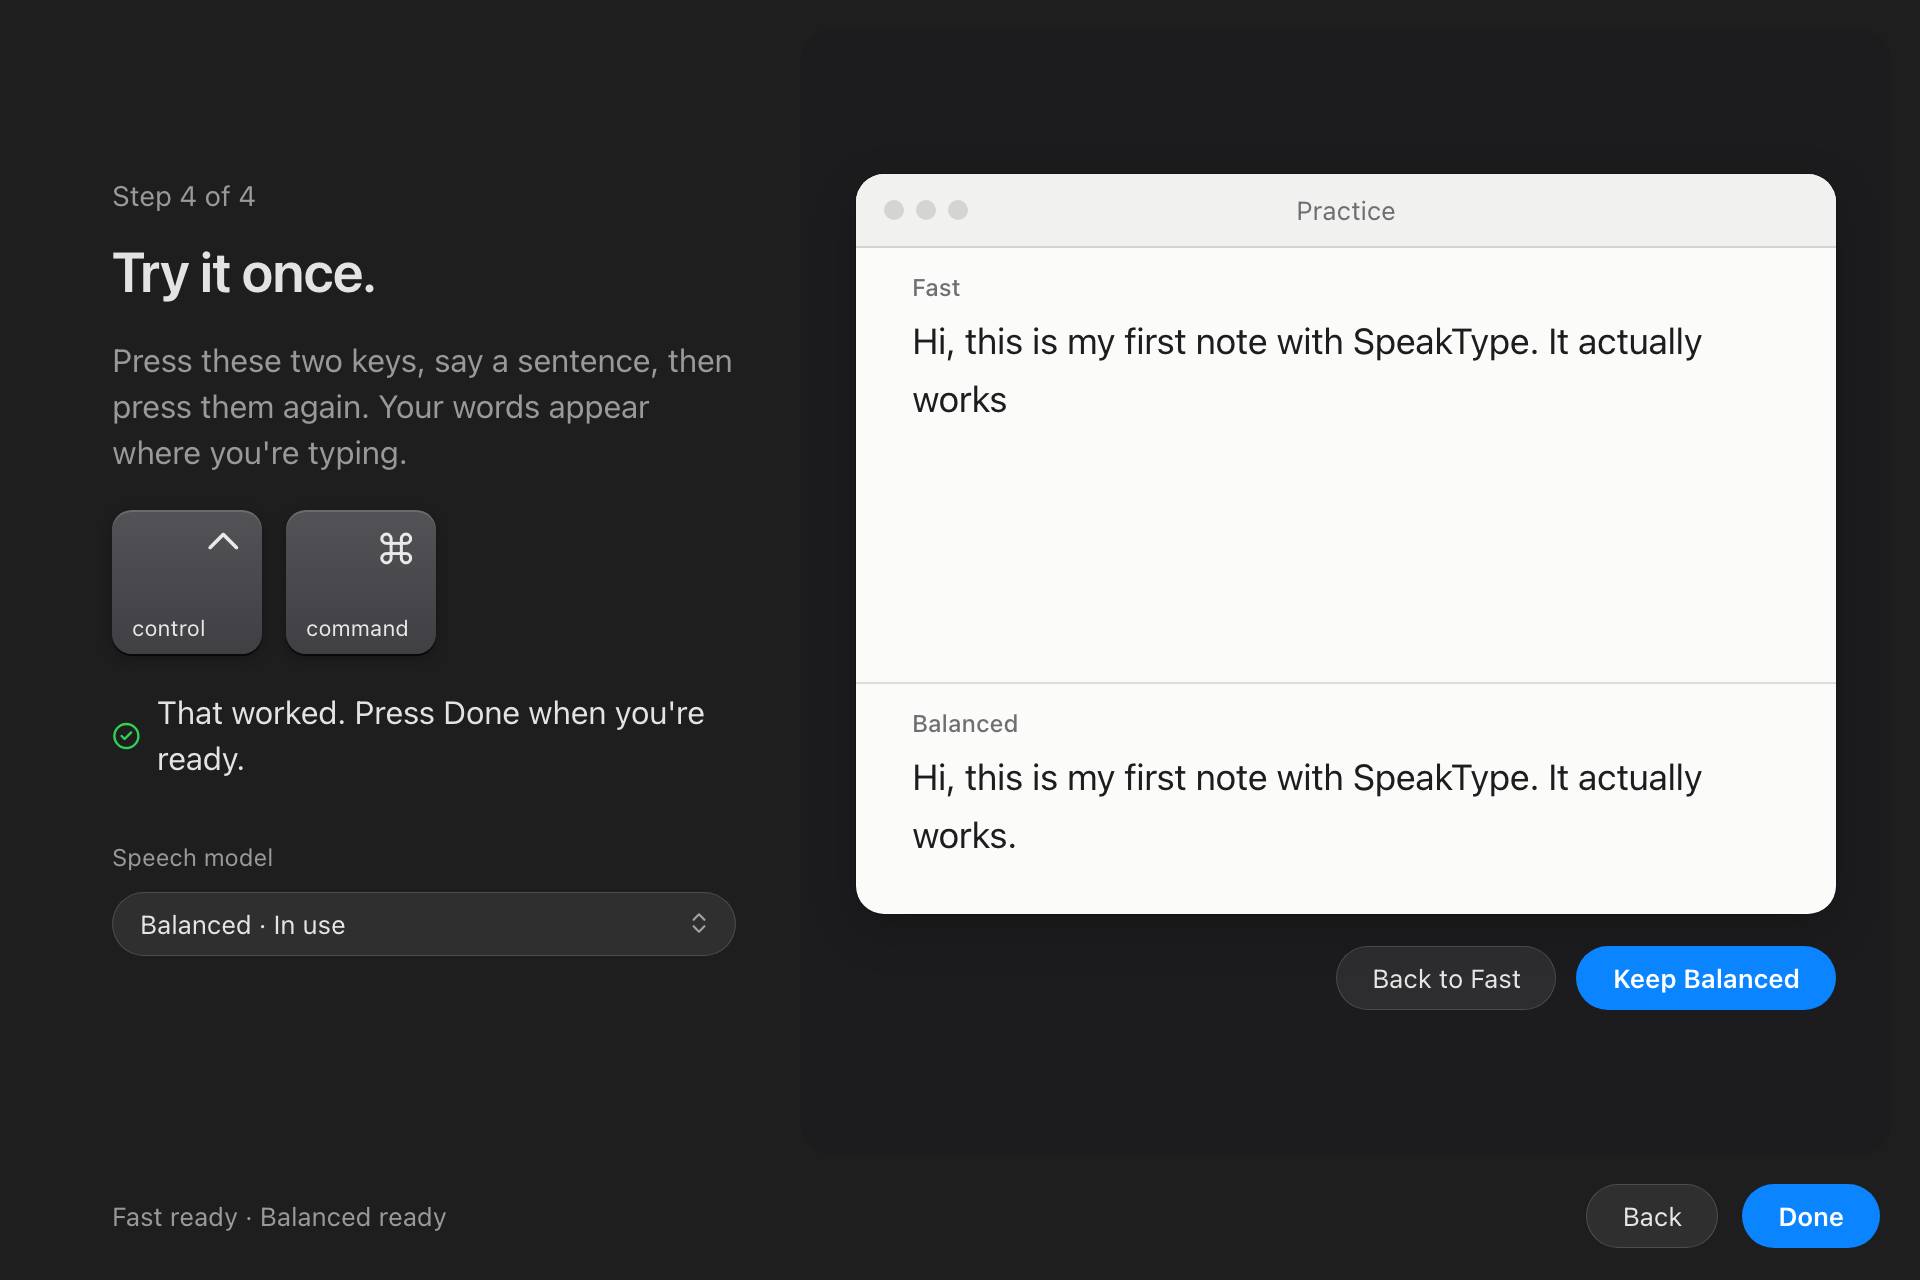 Step 4 of 4
Try it once.
Press these two keys, say a sentence, then
press them again. Your words appear
where you're typing.
control
⌘
command
That worked. Press Done when you're
ready.
Speech model
Balanced · In use
Practice
Fast
Hi, this is my first note with SpeakType. It actually
works
Balanced
Hi, this is my first note with SpeakType. It actually
works.
Back to Fast
Keep Balanced
Fast ready · Balanced ready
Back
Done